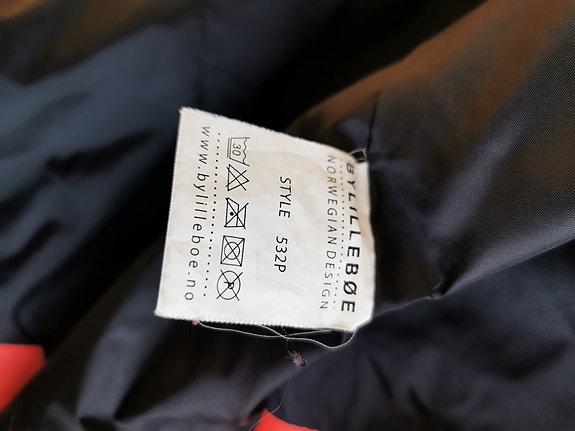 BYLILLEBØE
NORWEGIAN DESIGN
STYLE 532P
30
P
www.bylilleboe.no